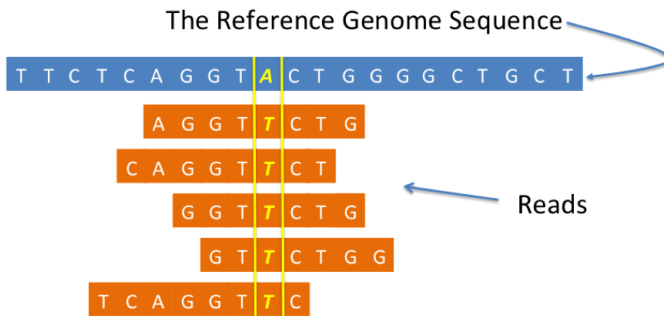 The Reference Genome Sequence
T T C T C A G G T A C T G G G G C T G C T
A G G T T C T G
C A G G T T C T
G G T T C T G
Reads
G T T C T G G
T C A G G T T C